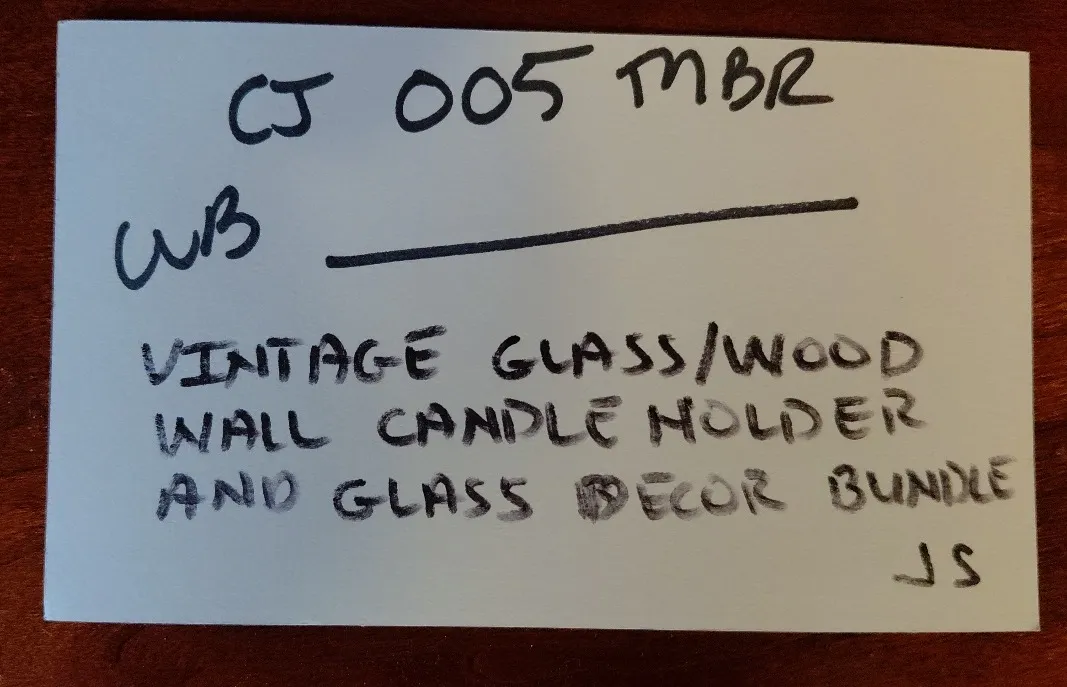 CJ 005 MBR
WB
VINTAGE GLASS/WOOD
WALL CANDLE HOLDER
AND GLASS DECOR BUNDLE
JS